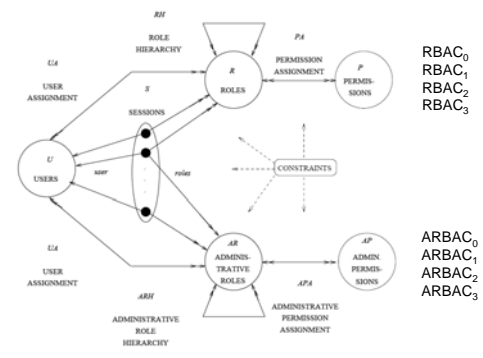 RH
ROLE
HIERARCHY
PA
PERMISSION
ASSIGNMENT
UA
USER
ASSIGNMENT
S
SESSIONS
R
ROLES
P
PERMIS-
SIONS
RBAC₀
RBAC₁
RBAC₂
RBAC₃
U
USERS
user
roles
CONSTRAINTS
UA
USER
ASSIGNMENT
AR
ADMINIS-
TRATIVE
ROLES
AP
ADMIN.
PERMIS-
SIONS
ARBAC₀
ARBAC₁
ARBAC₂
ARBAC₃
ARH
ADMINISTRATIVE
ROLE
HIERARCHY
APA
ADMINISTRATIVE
PERMISSION
ASSIGNMENT